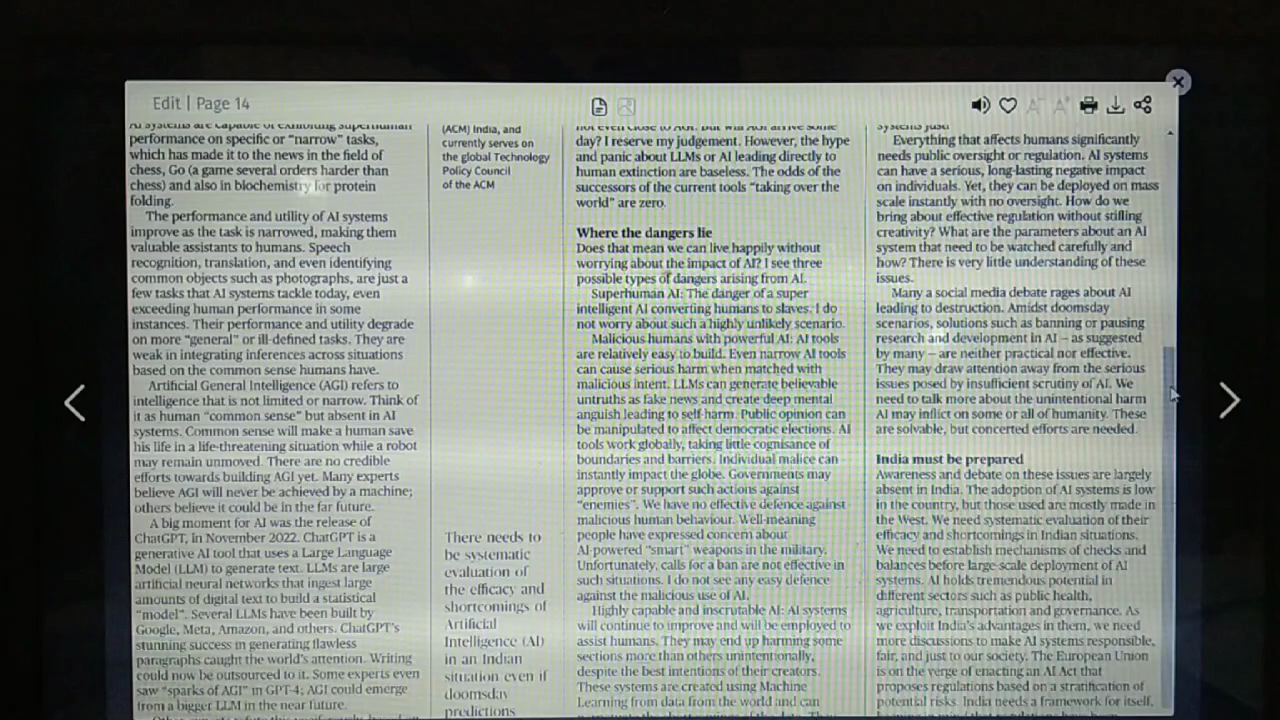 Edit | Page 14
AI systems are capable of exhibiting superhuman
performance on specific or “narrow” tasks,
which has made it to the news in the field of
chess, Go (a game several orders harder than
chess) and also in biochemistry for protein
folding.
The performance and utility of AI systems
improve as the task is narrowed, making them
valuable assistants to humans. Speech
recognition, translation, and even identifying
common objects such as photographs, are just a
few tasks that AI systems tackle today, even
exceeding human performance in some
instances. Their performance and utility degrade
on more “general” or ill-defined tasks. They are
weak in integrating inferences across situations
based on the common sense humans have.
Artificial General Intelligence (AGI) refers to
intelligence that is not limited or narrow. Think of
it as human “common sense” but absent in AI
systems. Common sense will make a human save
his life in a life-threatening situation while a robot
may remain unmoved. There are no credible
efforts towards building AGI yet. Many experts
believe AGI will never be achieved by a machine;
others believe it could be in the far future.
A big moment for AI was the release of
ChatGPT, in November 2022. ChatGPT is a
generative AI tool that uses a Large Language
Model (LLM) to generate text. LLMs are large
artificial neural networks that ingest large
amounts of digital text to build a statistical
“model”. Several LLMs have been built by
Google, Meta, Amazon, and others. ChatGPT’s
stunning success in generating flawless
paragraphs caught the world’s attention. Writing
could now be outsourced to it. Some experts even
saw “sparks of AGI” in GPT-4; AGI could emerge
from a bigger LLM in the near future.
(ACM) India, and
currently serves on
the global Technology
Policy Council
of the ACM
There needs to
be systematic
evaluation of
the efficacy and
shortcomings of
Artificial
Intelligence (AI)
in an Indian
situation even if
doomsday
predictions
not even close to AGI. But will AGI arrive some
day? I reserve my judgement. However, the hype
and panic about LLMs or AI leading directly to
human extinction are baseless. The odds of the
successors of the current tools “taking over the
world” are zero.
Where the dangers lie
Does that mean we can live happily without
worrying about the impact of AI? I see three
possible types of dangers arising from AI.
Superhuman AI: The danger of a super
intelligent AI converting humans to slaves. I do
not worry about such a highly unlikely scenario.
Malicious humans with powerful AI: AI tools
are relatively easy to build. Even narrow AI tools
can cause serious harm when matched with
malicious intent. LLMs can generate believable
untruths as fake news and create deep mental
anguish leading to self-harm. Public opinion can
be manipulated to affect democratic elections. AI
tools work globally, taking little cognisance of
boundaries and barriers. Individual malice can
instantly impact the globe. Governments may
approve or support such actions against
“enemies”. We have no effective defence against
malicious human behaviour. Well-meaning
people have expressed concern about
AI-powered “smart” weapons in the military.
Unfortunately, calls for a ban are not effective in
such situations. I do not see any easy defence
against the malicious use of AI.
Highly capable and inscrutable AI: AI systems
will continue to improve and will be employed to
assist humans. They may end up harming some
sections more than others unintentionally,
despite the best intentions of their creators.
These systems are created using Machine
Learning from data from the world and can
systems just?
Everything that affects humans significantly
needs public oversight or regulation. AI systems
can have a serious, long-lasting negative impact
on individuals. Yet, they can be deployed on mass
scale instantly with no oversight. How do we
bring about effective regulation without stifling
creativity? What are the parameters about an AI
system that need to be watched carefully and
how? There is very little understanding of these
issues.
Many a social media debate rages about AI
leading to destruction. Amidst doomsday
scenarios, solutions such as banning or pausing
research and development in AI – as suggested
by many – are neither practical nor effective.
They may draw attention away from the serious
issues posed by insufficient scrutiny of AI. We
need to talk more about the unintentional harm
AI may inflict on some or all of humanity. These
are solvable, but concerted efforts are needed.
India must be prepared
Awareness and debate on these issues are largely
absent in India. The adoption of AI systems is low
in the country, but those used are mostly made in
the West. We need systematic evaluation of their
efficacy and shortcomings in Indian situations.
We need to establish mechanisms of checks and
balances before large-scale deployment of AI
systems. AI holds tremendous potential in
different sectors such as public health,
agriculture, transportation and governance. As
we exploit India’s advantages in them, we need
more discussions to make AI systems responsible,
fair, and just to our society. The European Union
is on the verge of enacting an AI Act that
proposes regulations based on a stratification of
potential risks. India needs a framework for itself,